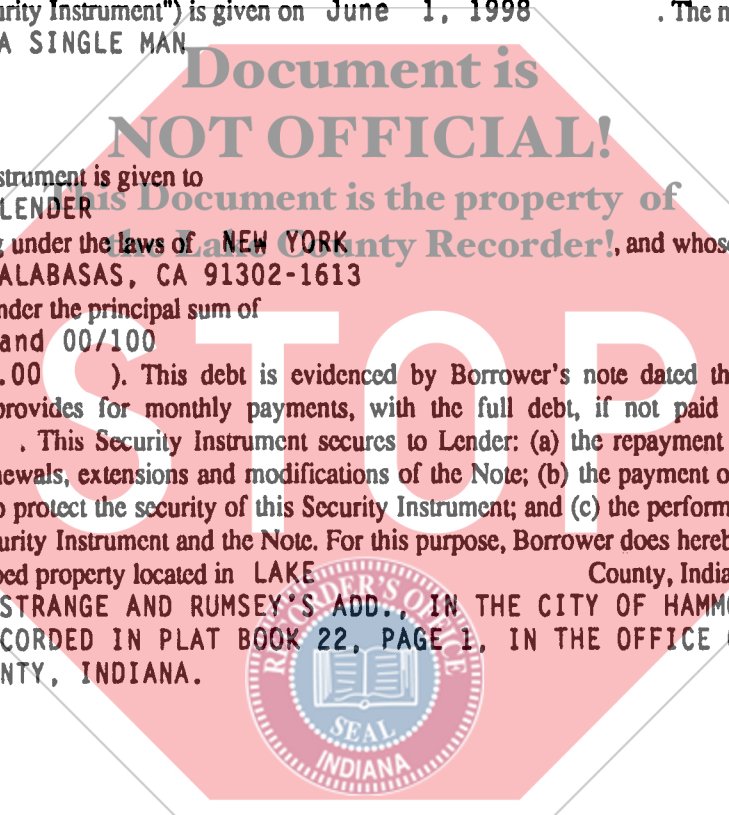 urity Instrument") is given on June 1, 1998 . The m
A SINGLE MAN
Document is
NOT OFFICIAL!
strument is given to
LENDER
This Document is the property of
under the laws of NEW YORK , and whose
the Lake County Recorder!
ALABASAS, CA 91302-1613
nder the principal sum of
and 00/100
.00 ). This debt is evidenced by Borrower's note dated th
provides for monthly payments, with the full debt, if not paid
. This Security Instrument secures to Lender: (a) the repayment
newals, extensions and modifications of the Note; (b) the payment o
o protect the security of this Security Instrument; and (c) the perform
urity Instrument and the Note. For this purpose, Borrower does hereb
bed property located in LAKE County, India
STRANGE AND RUMSEY'S ADD., IN THE CITY OF HAMMO
CORDED IN PLAT BOOK 22, PAGE 1, IN THE OFFICE
NTY, INDIANA.
STOP
RECORDER'S OFFICE
SEAL
INDIANA